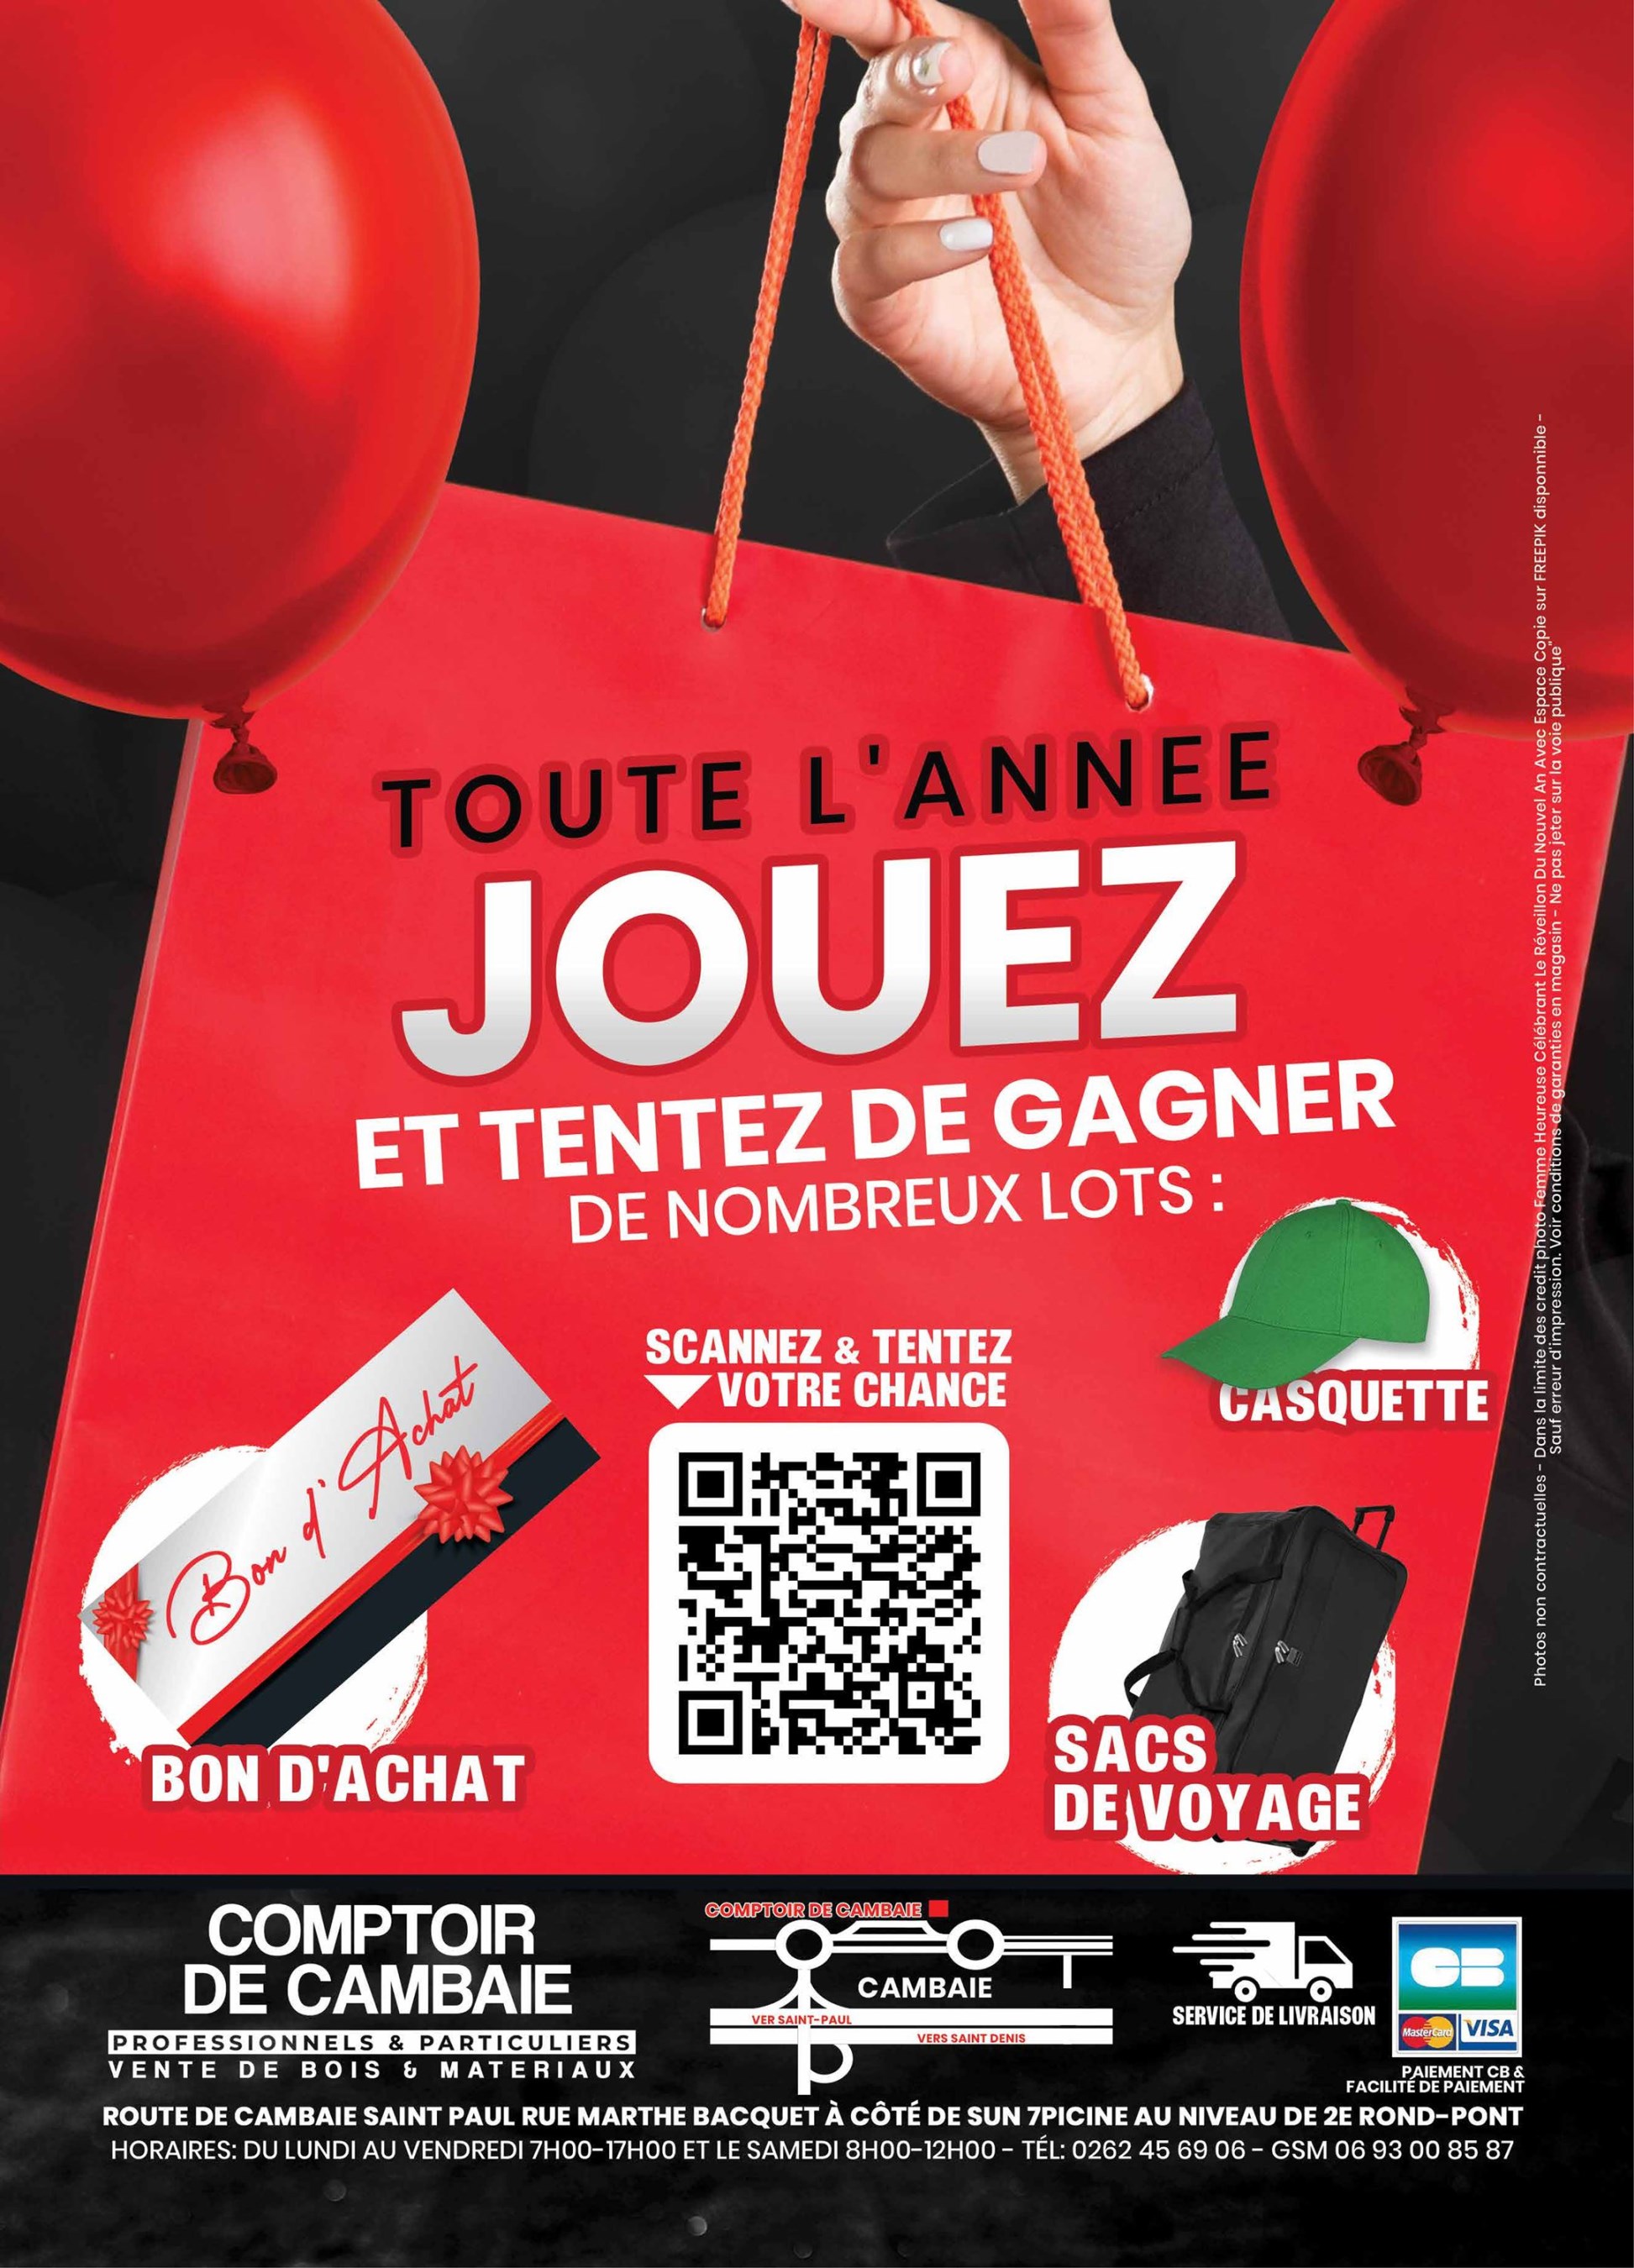 TOUTE L'ANNEE
JOUEZ
ET TENTEZ DE GAGNER
DE NOMBREUX LOTS :
SCANNEZ & TENTEZ
VOTRE CHANCE
CASQUETTE
Bon d'Achat
BON D'ACHAT
SACS
DE VOYAGE
Photos non contractuelles - Dans la limite des credit photo Femme Heureuse Célébrant Le Réveillon Du Nouvel An Avec Espace Copie sur FREEPIK disponnible -
Sauf erreur d'impression. Voir conditions de garanties en magasin - Ne pas jeter sur la voie publique"
COMPTOIR
DE CAMBAIE
PROFESSIONNELS & PARTICULIERS
VENTE DE BOIS & MATERIAUX
COMPTOIR DE CAMBAIE
CAMBAIE
VER SAINT-PAUL
VERS SAINT DENIS
SERVICE DE LIVRAISON
CB
MasterCard VISA
PAIEMENT CB &
FACILITÉ DE PAIEMENT
ROUTE DE CAMBAIE SAINT PAUL RUE MARTHE BACQUET À CÔTÉ DE SUN 7PICINE AU NIVEAU DE 2E ROND-PONT
HORAIRES: DU LUNDI AU VENDREDI 7H00-17H00 ET LE SAMEDI 8H00-12H00 - TÉL: 0262 45 69 06 - GSM 06 93 00 85 87